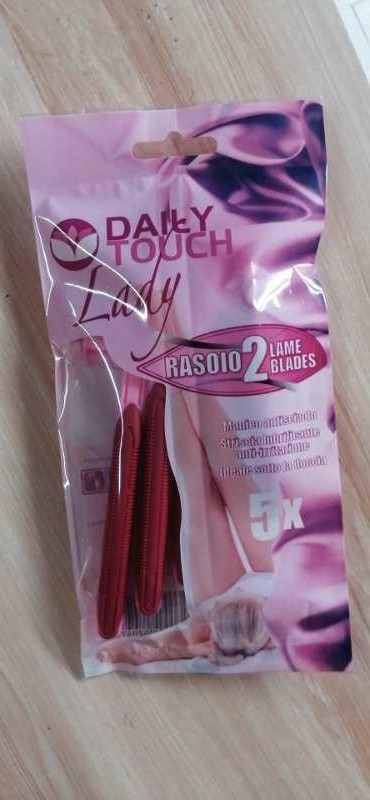 DAILY
TOUCH
Lady
RASOIO 2 LAME
BLADES
Manico antiscivolo
Striscia lubrificante
anti-irritazione
Ideale sotto la doccia
5x